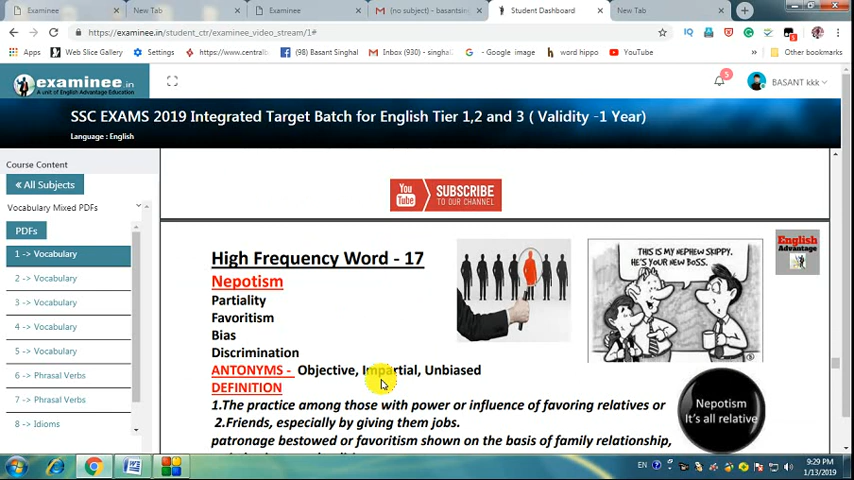 Examinee
New Tab
Examinee
(no subject) - basantsin
Student Dashboard
New Tab
https://examinee.in/student_ctr/examinee_video_stream/1#
Apps
Web Slice Gallery
Settings
https://www.centralb
(98) Basant Singhal
Inbox (930) - singhal
- Google image
word hippo
YouTube
Other bookmarks
examinee.in
A unit of English Advantage Education
5
BASANT kkk
SSC EXAMS 2019 Integrated Target Batch for English Tier 1,2 and 3 ( Validity -1 Year)
Language : English
Course Content
« All Subjects
Vocabulary Mixed PDFs
PDFs
1 -> Vocabulary
2 -> Vocabulary
3 -> Vocabulary
4 -> Vocabulary
5 -> Vocabulary
6 -> Phrasal Verbs
7 -> Phrasal Verbs
8 -> Idioms
You
Tube
SUBSCRIBE
TO OUR CHANNEL
High Frequency Word - 17
Nepotism
Partiality
Favoritism
Bias
Discrimination
ANTONYMS - Objective, Impartial, Unbiased
DEFINITION
1.The practice among those with power or influence of favoring relatives or
2.Friends, especially by giving them jobs.
patronage bestowed or favoritism shown on the basis of family relationship,
THIS IS MY NEPHEW SKIPPY.
HE'S YOUR NEW BOSS.
English
Advantage
Nepotism
It's all relative
EN
9:29 PM
1/13/2019